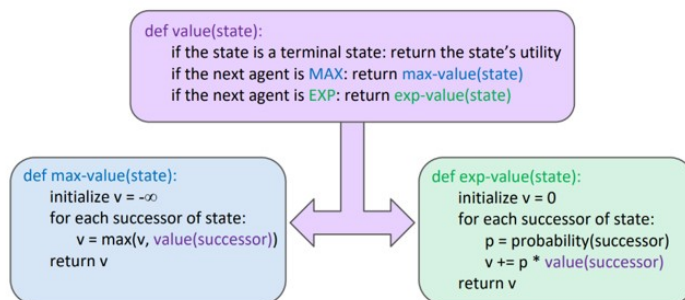 def value(state):
if the state is a terminal state: return the state’s utility
if the next agent is MAX: return max-value(state)
if the next agent is EXP: return exp-value(state)
def max-value(state):
initialize v = -∞
for each successor of state:
v = max(v, value(successor))
return v
def exp-value(state):
initialize v = 0
for each successor of state:
p = probability(successor)
v += p * value(successor)
return v